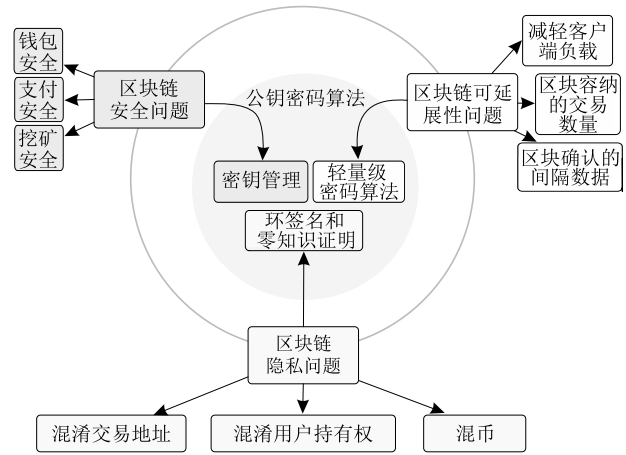 钱包
安全
支付
安全
挖矿
安全
区块链
安全问题
公钥密码算法
区块链可延
展性问题
减轻客户
端负载
区块容纳
的交易
数量
区块确认的
间隔数据
密钥管理
轻量级
密码算法
环签名和
零知识证明
区块链
隐私问题
混淆交易地址
混淆用户持有权
混币